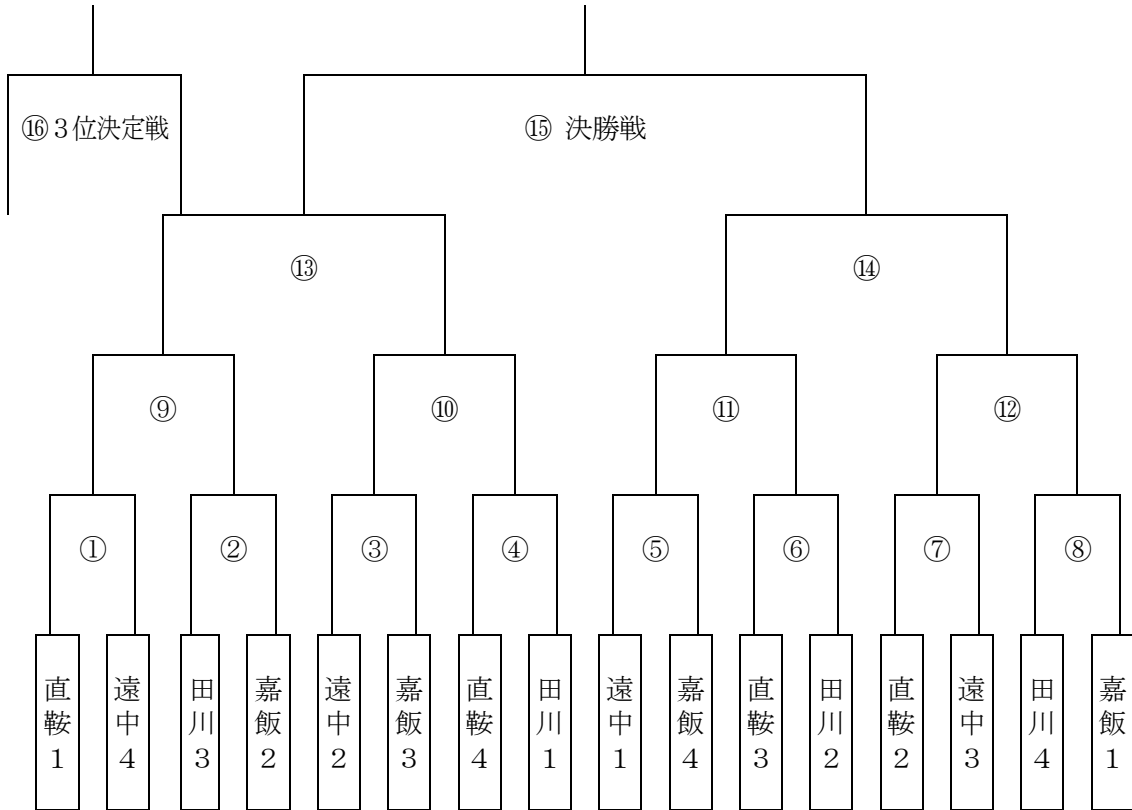 ⑯３位決定戦
⑮ 決勝戦
⑬
⑭
⑨
⑩
⑪
⑫
①
②
③
④
⑤
⑥
⑦
⑧
直鞍１
遠中４
田川３
嘉飯２
遠中２
嘉飯３
直鞍４
田川１
遠中１
嘉飯４
直鞍３
田川２
直鞍２
遠中３
田川４
嘉飯１